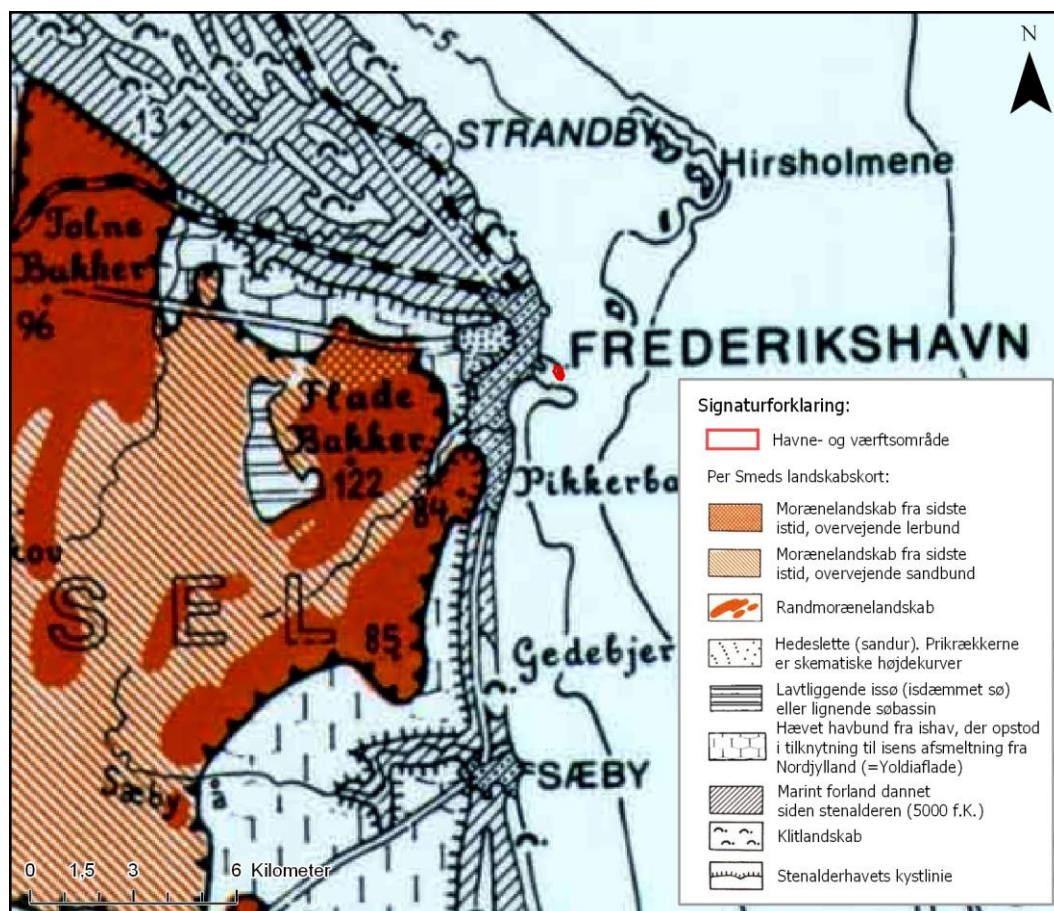 N
5
STRANDBY
Hirsholmene
13
Tolne
Bakker
96
FREDERIKSHAVN
Flade
Bakker
122
84
Pikkerba
SEL
85
Gedebjer
Sæby
SÆBY
0 1,5 3 6 Kilometer
Signaturforklaring:
Havne- og værftsområde
Per Smeds landskabskort:
Morænelandskab fra sidste
istid, overvejende lerbund
Morænelandskab fra sidste
istid, overvejende sandbund
Randmorænelandskab
Hedeslette (sandur). Prikrækkerne
er skematiske højdekurver
Lavtliggende issø (isdæmmet sø)
eller lignende søbassin
Hævet havbund fra ishav, der opstod
i tilknytning til isens afsmeltning fra
Nordjylland (=Yoldiaflade)
Marint forland dannet
siden stenalderen (5000 f.K.)
Klitlandskab
Stenalderhavets kystlinie